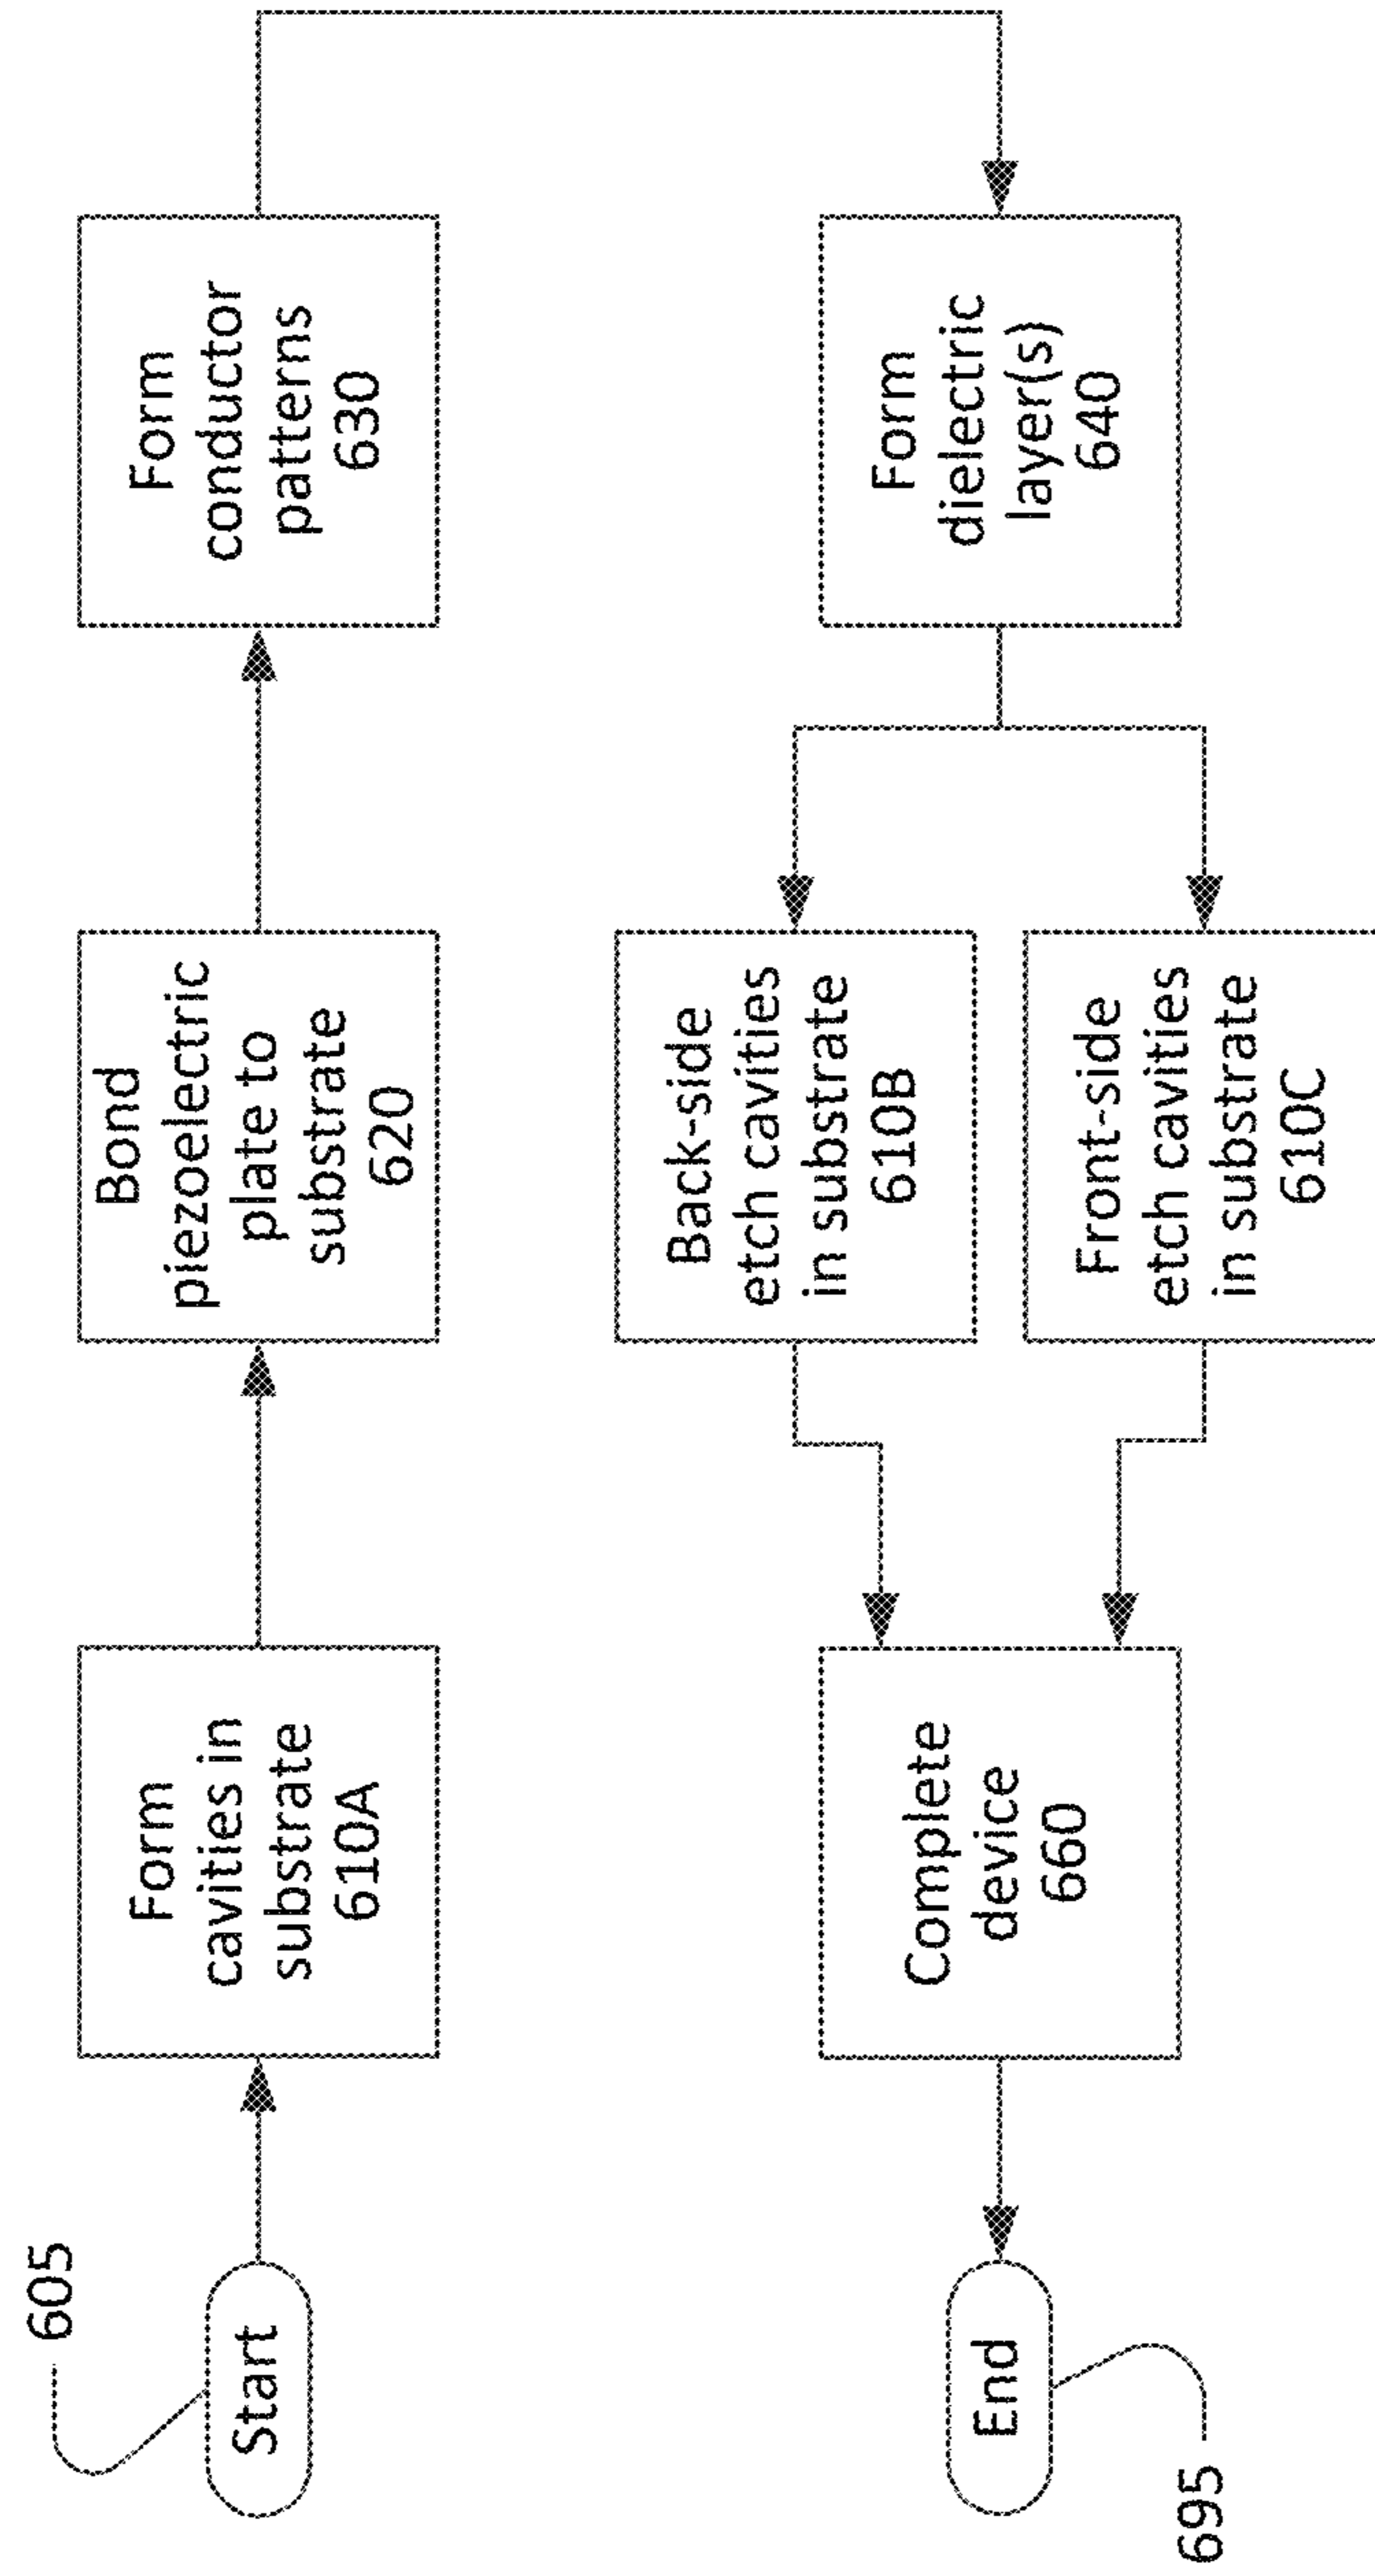 605
Start
Form
cavities in
substrate
610A
Bond
piezoelectric
plate to
substrate
620
Form
conductor
patterns
630
Form
dielectric
layer(s)
640
Back-side
etch cavities
in substrate
610B
Front-side
etch cavities
in substrate
610C
Complete
device
660
End
695